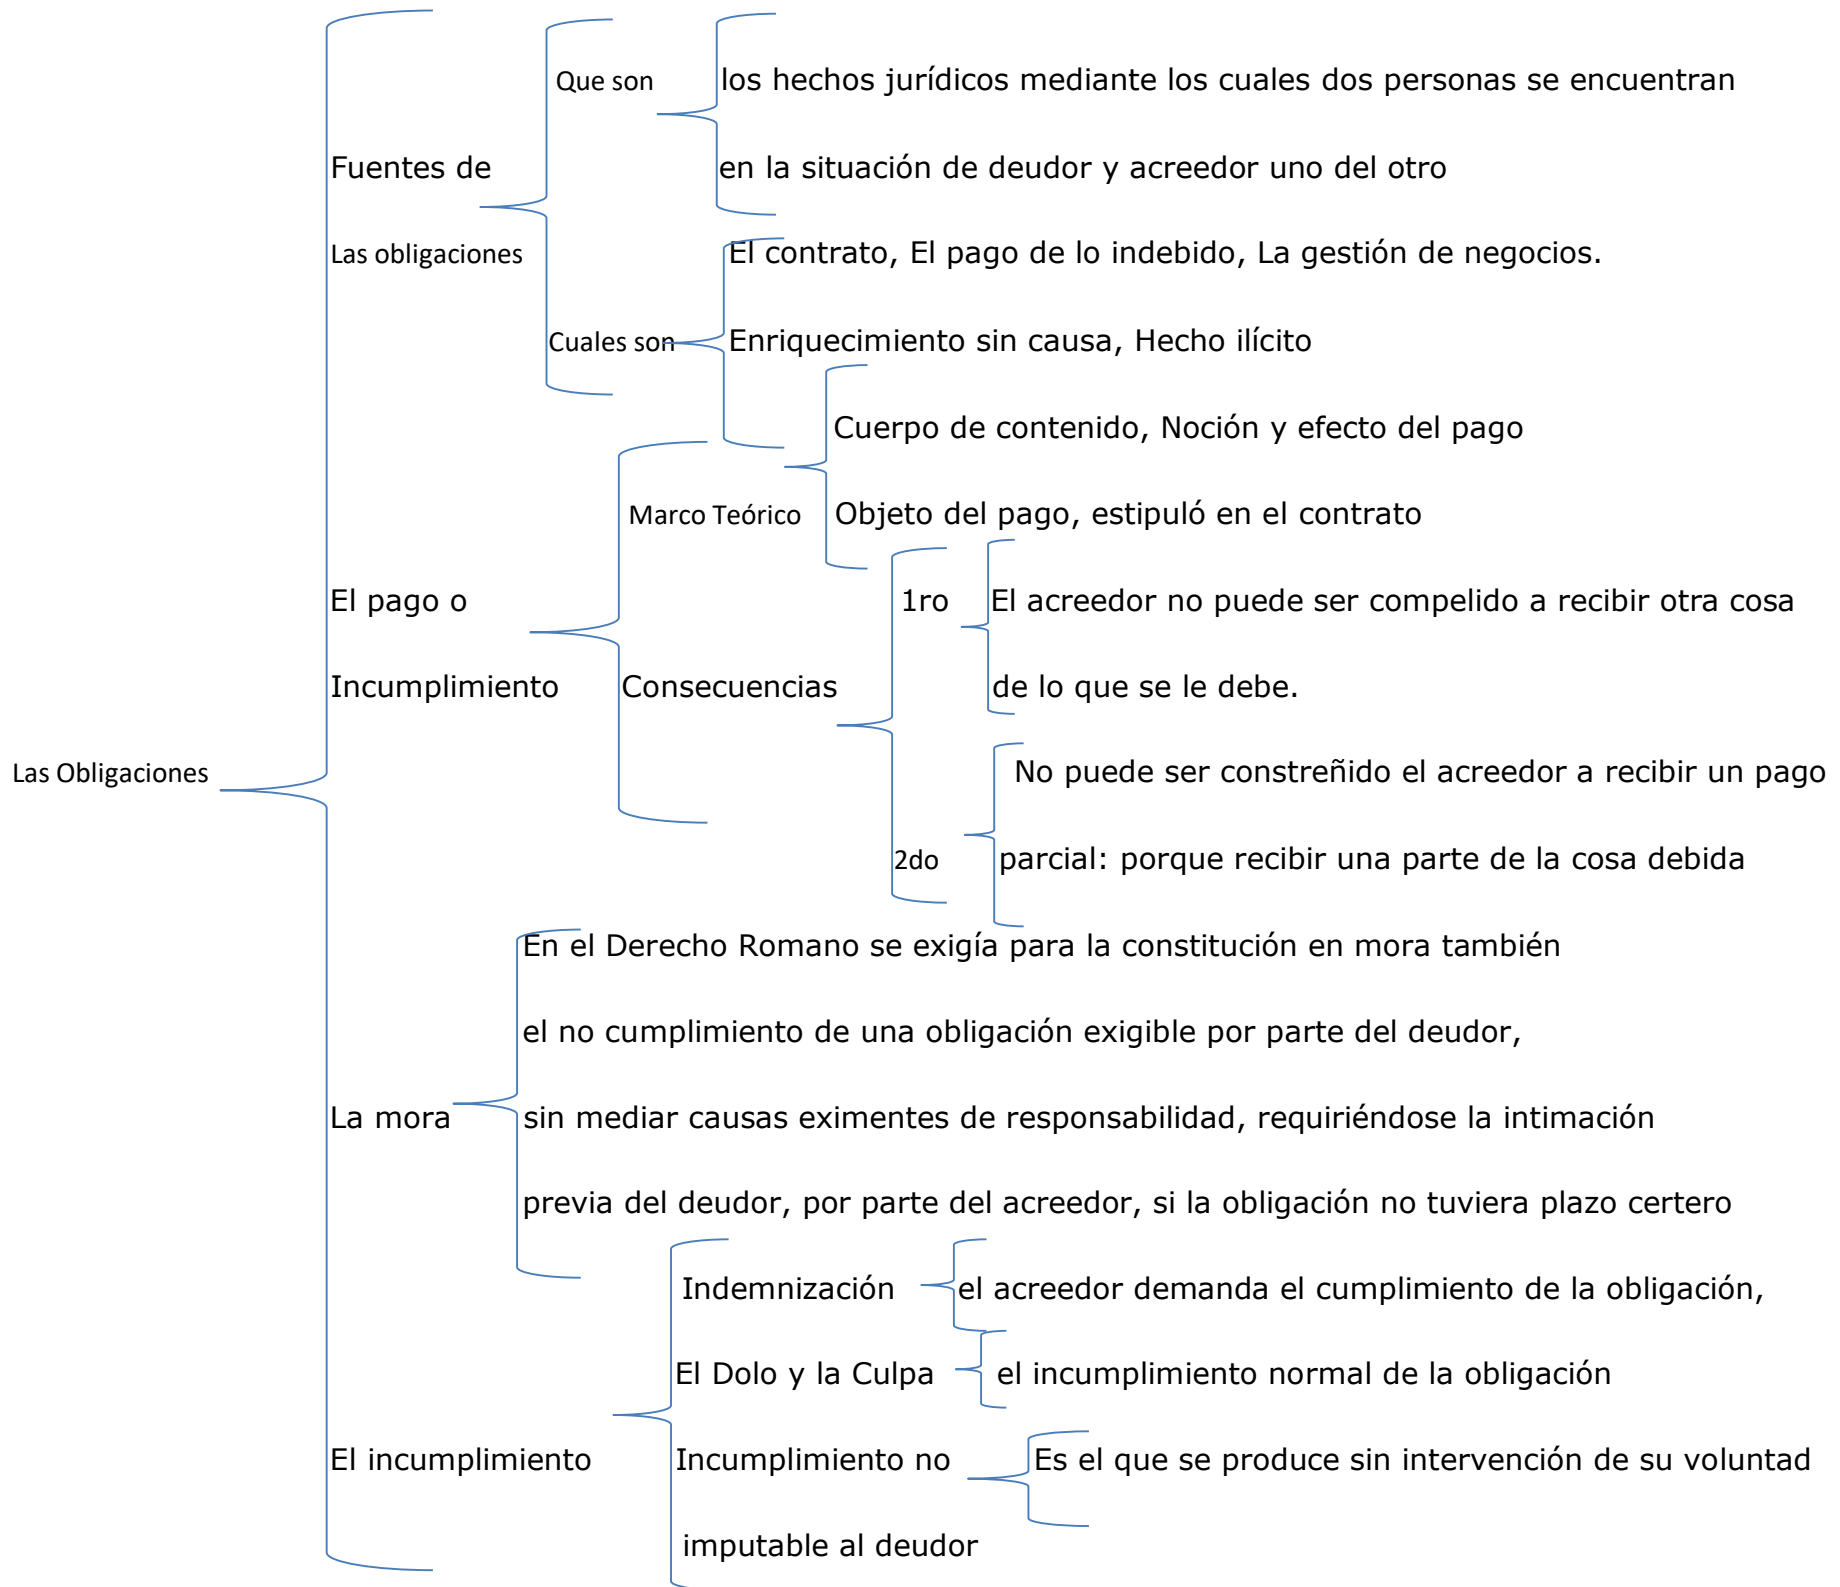 Que son los hechos jurídicos mediante los cuales dos personas se encuentran
Fuentes de en la situación de deudor y acreedor uno del otro
Las obligaciones El contrato, El pago de lo indebido, La gestión de negocios.
Cuales son Enriquecimiento sin causa, Hecho ilícito
Cuerpo de contenido, Noción y efecto del pago
Marco Teórico Objeto del pago, estipuló en el contrato
El pago o 1ro El acreedor no puede ser compelido a recibir otra cosa
Incumplimiento Consecuencias de lo que se le debe.
Las Obligaciones No puede ser constreñido el acreedor a recibir un pago
2do parcial: porque recibir una parte de la cosa debida
En el Derecho Romano se exigía para la constitución en mora también
el no cumplimiento de una obligación exigible por parte del deudor,
La mora sin mediar causas eximentes de responsabilidad, requiriéndose la intimación
previa del deudor, por parte del acreedor, si la obligación no tuviera plazo certero
Indemnización el acreedor demanda el cumplimiento de la obligación,
El Dolo y la Culpa el incumplimiento normal de la obligación
El incumplimiento Incumplimiento no Es el que se produce sin intervención de su voluntad
imputable al deudor